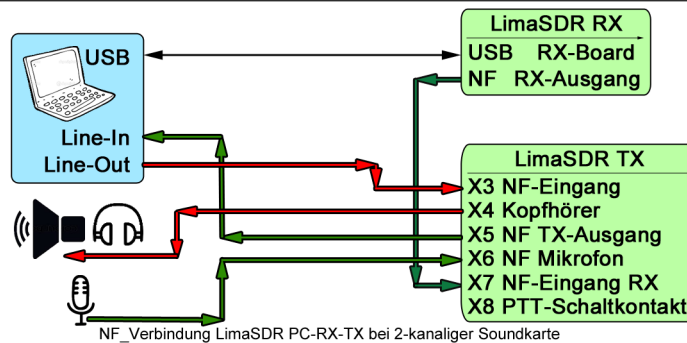 USB
Line-In
Line-Out
LimaSDR RX
USB RX-Board
NF RX-Ausgang
LimaSDR TX
X3 NF-Eingang
X4 Kopfhörer
X5 NF TX-Ausgang
X6 NF Mikrofon
X7 NF-Eingang RX
X8 PTT-Schaltkontakt
NF_Verbindung LimaSDR PC-RX-TX bei 2-kanaliger Soundkarte